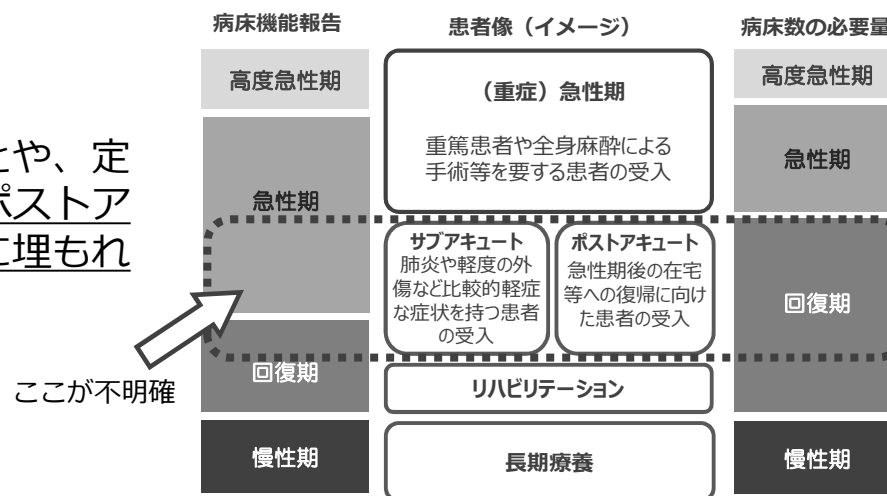 病床機能報告
患者像（イメージ）
病床数の必要量
高度急性期
急性期
回復期
慢性期
（重症）急性期
重篤患者や全身麻酔による
手術等を要する患者の受入
サブアキュート
肺炎や軽度の外
傷など比較的軽症
な症状を持つ患者
の受入
ポストアキュート
急性期後の在宅
等への復帰に向け
た患者の受入
リハビリテーション
長期療養
高度急性期
急性期
回復期
慢性期
とや、定
ポストア
に埋もれ
ここが不明確